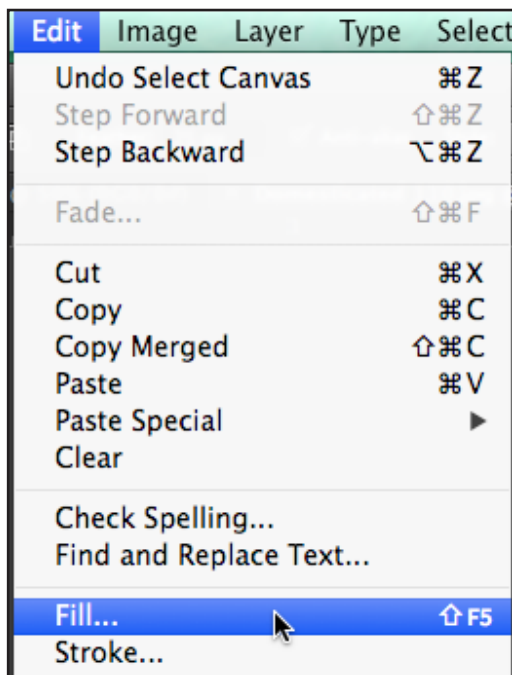 Edit Image Layer Type Select
Undo Select Canvas ⌘Z
Step Forward ⇧⌘Z
Step Backward ⌥⌘Z
Fade... ⇧⌘F
Cut ⌘X
Copy ⌘C
Copy Merged ⇧⌘C
Paste ⌘V
Paste Special ▶
Clear
Check Spelling...
Find and Replace Text...
Fill... ⇧F5
Stroke...